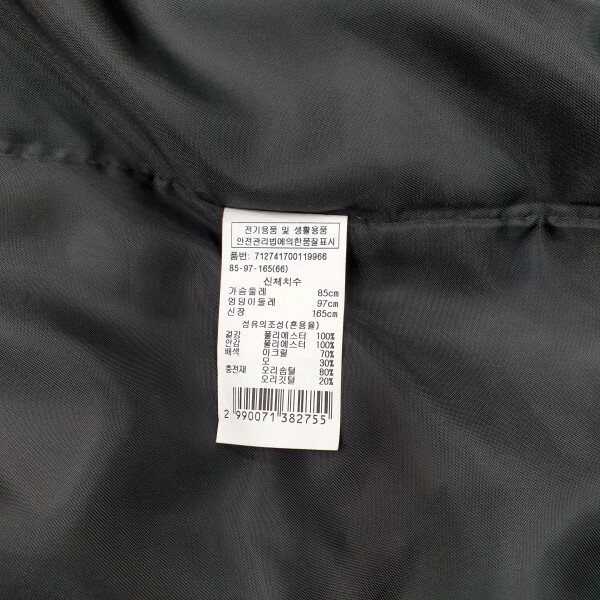 전기용품 및 생활용품
안전관리법에의한품질표시
품번: 712741700119966
85-97-165(66)
신체치수
가슴둘레 85cm
엉덩이둘레 97cm
신장 165cm
섬유의조성(혼용율)
겉감 폴리에스터 100%
안감 폴리에스터 100%
배색 아크릴 70%
모 30%
충전재 오리솜털 80%
오리깃털 20%
2 990071 382755